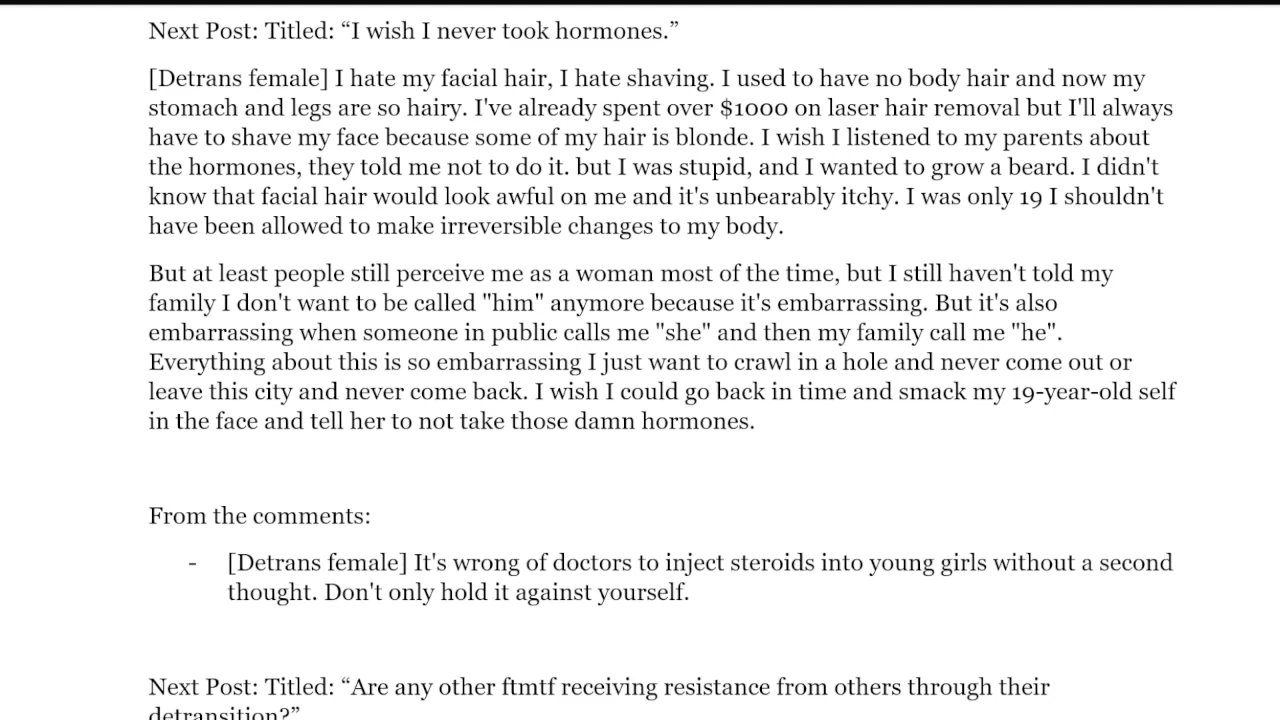 Next Post: Titled: “I wish I never took hormones.”
[Detrans female] I hate my facial hair, I hate shaving. I used to have no body hair and now my
stomach and legs are so hairy. I've already spent over $1000 on laser hair removal but I'll always
have to shave my face because some of my hair is blonde. I wish I listened to my parents about
the hormones, they told me not to do it. but I was stupid, and I wanted to grow a beard. I didn't
know that facial hair would look awful on me and it's unbearably itchy. I was only 19 I shouldn't
have been allowed to make irreversible changes to my body.
But at least people still perceive me as a woman most of the time, but I still haven't told my
family I don't want to be called "him" anymore because it's embarrassing. But it's also
embarrassing when someone in public calls me "she" and then my family call me "he".
Everything about this is so embarrassing I just want to crawl in a hole and never come out or
leave this city and never come back. I wish I could go back in time and smack my 19-year-old self
in the face and tell her to not take those damn hormones.
From the comments:
- [Detrans female] It's wrong of doctors to inject steroids into young girls without a second
thought. Don't only hold it against yourself.
Next Post: Titled: “Are any other ftmtf receiving resistance from others through their
detransition?”